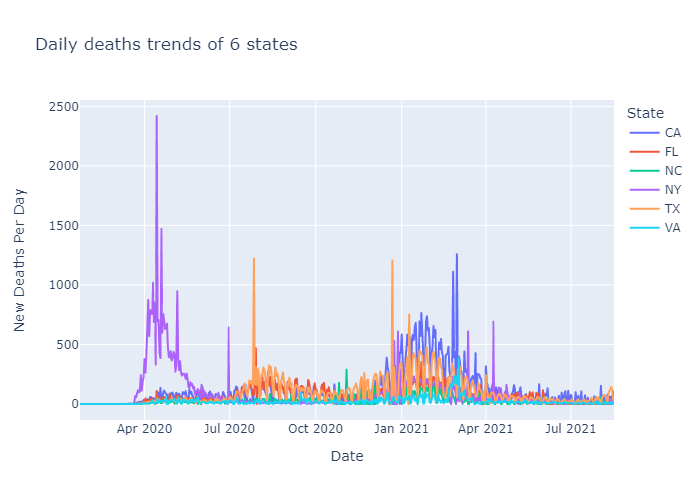 Daily deaths trends of 6 states
State
CA
FL
NC
NY
TX
VA
New Deaths Per Day
2500
2000
1500
1000
500
0
Apr 2020 Jul 2020 Oct 2020 Jan 2021 Apr 2021 Jul 2021
Date